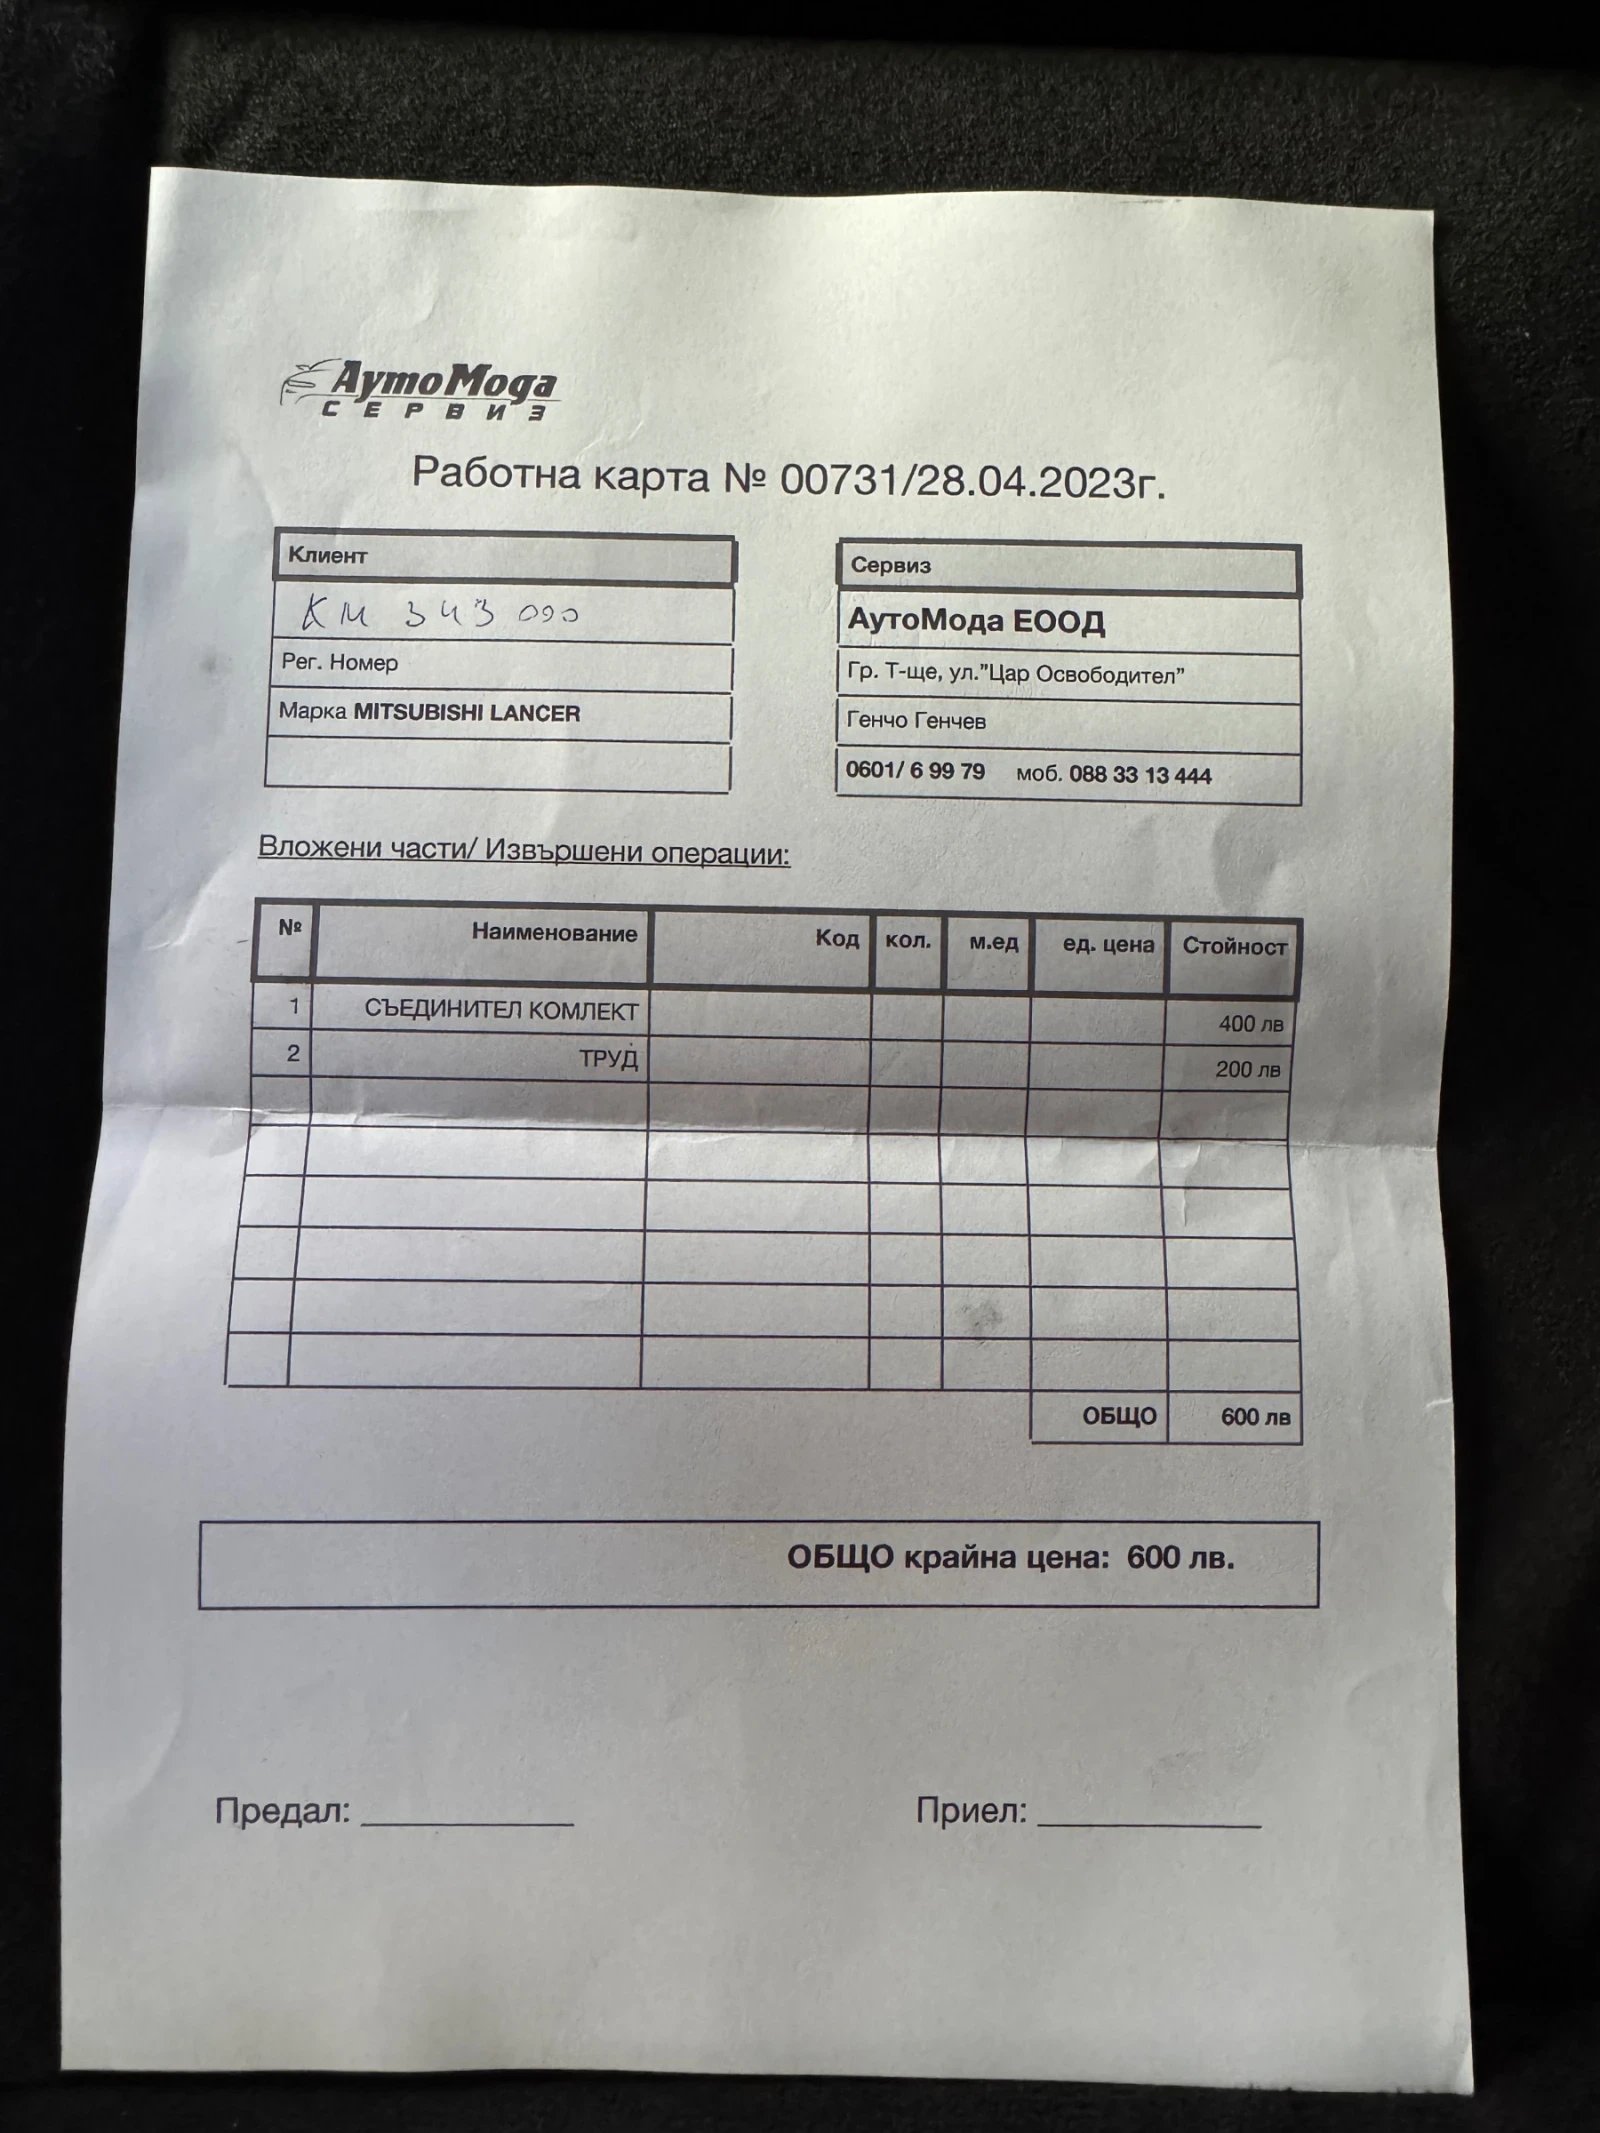 АутоМода
СЕРВИЗ
Работна карта № 00731/28.04.2023г.
Клиент
КМ 343 090
Рег. Номер
Марка MITSUBISHI LANCER
Сервиз
АутоМода ЕООД
Гр. Т-ще, ул."Цар Освободител”
Генчо Генчев
0601/ 6 99 79 моб. 088 33 13 444
Вложени части/ Извършени операции:
№ Наименование Код кол. м.ед ед. цена Стойност
1 СЪЕДИНИТЕЛ КОМЛЕКТ 400 лв
2 ТРУД 200 лв
ОБЩО 600 лв
ОБЩО крайна цена: 600 лв.
Предал: ____________ Приел: ____________